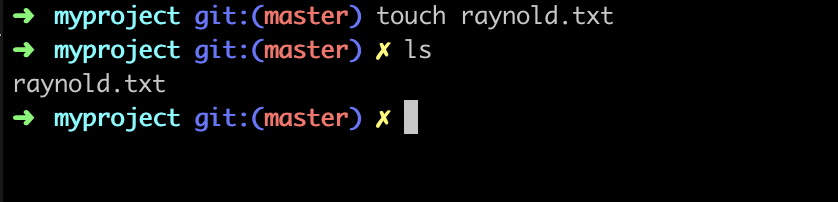 ➜ myproject git:(master) touch raynold.txt
➜ myproject git:(master) ✗ ls
raynold.txt
➜ myproject git:(master) ✗